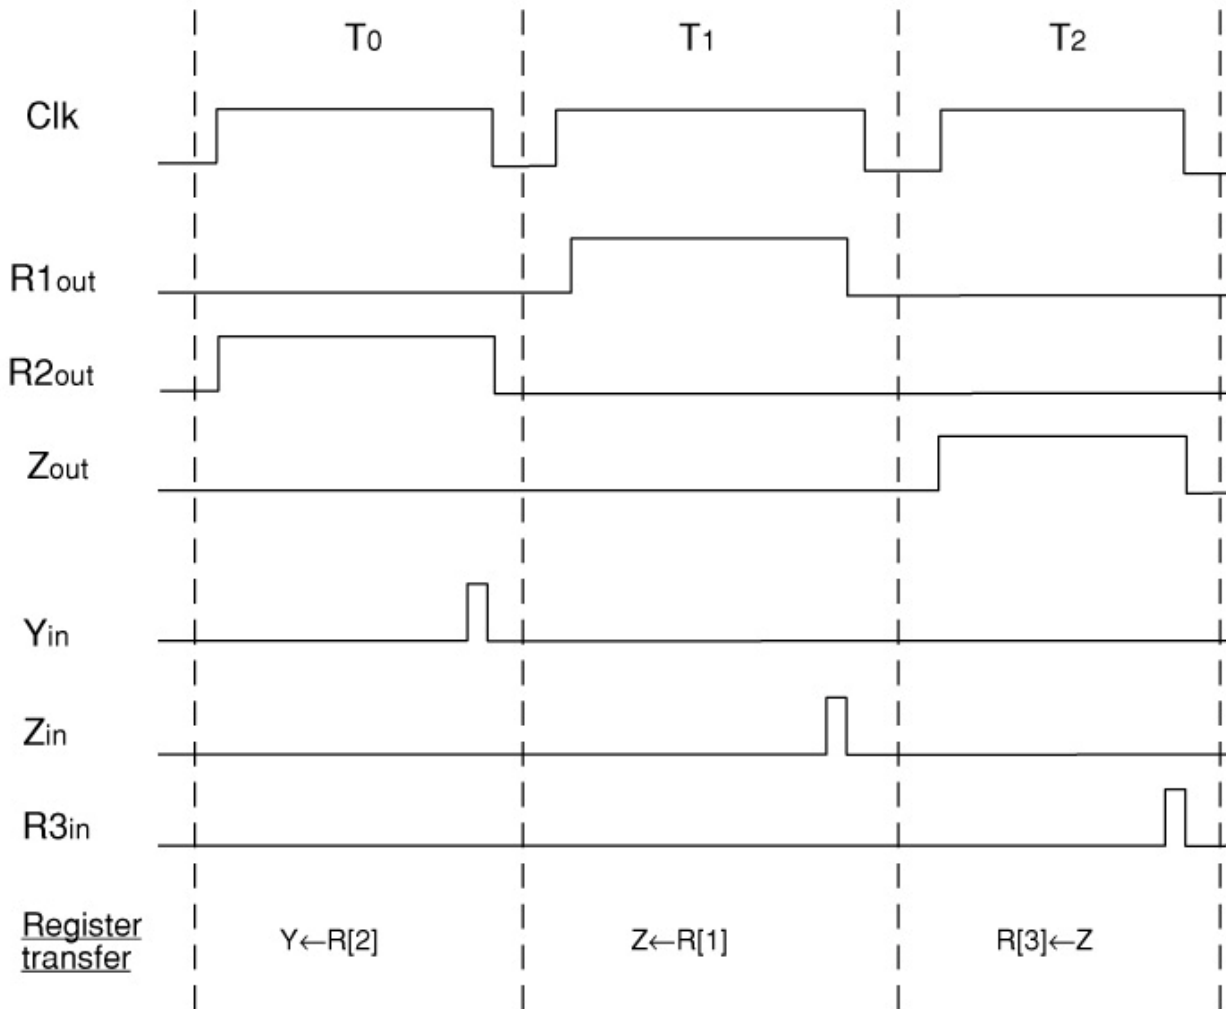 T0 T1 T2
Clk
R1out
R2out
Zout
Yin
Zin
R3in
Register
transfer
Y←R[2] Z←R[1] R[3]←Z